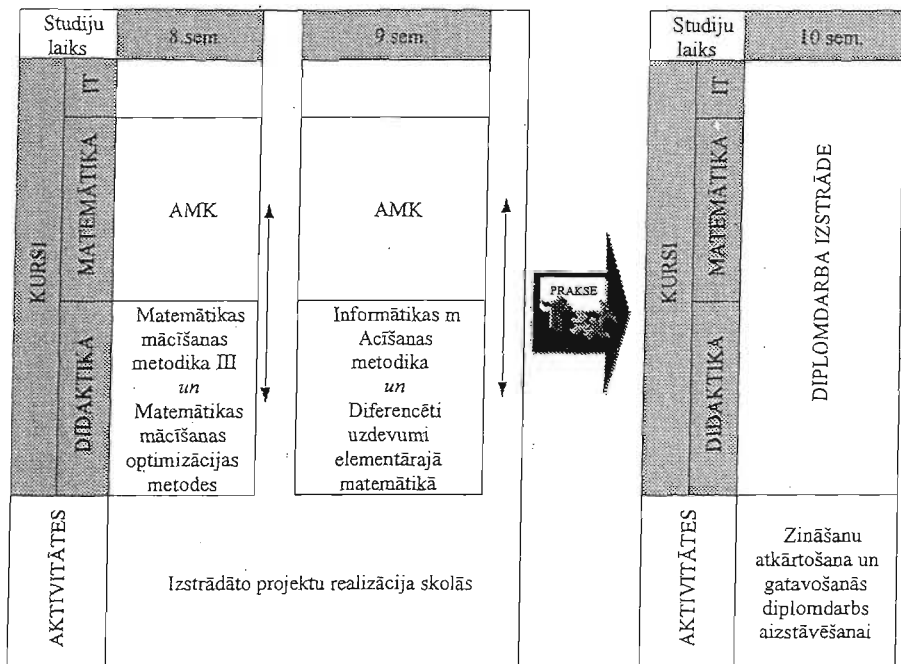 Studiju
laiks
8.sem.
9 sem.
KURSI
IT
MATEMĀTIKA
DIDAKTIKA
AMK
AMK
Matemātikas
mācīšanas
metodika III
un
Matemātikas
mācīšanas
optimizācijas
metodes
Informātikas m
Acīšanas
metodika
un
Diferencēti
uzdevumi
elementārajā
matemātikā
AKTIVITĀTES
Izstrādāto projektu realizācija skolās
PRAKSE
Studiju
laiks
10 sem.
KURSI
IT
MATEMĀTIKA
DIDAKTIKA
DIPLOMDARBA IZSTRĀDE
AKTIVITĀTES
Zināšanu
atkārtošana un
gatavošanās
diplomdarbs
aizstāvēšanai